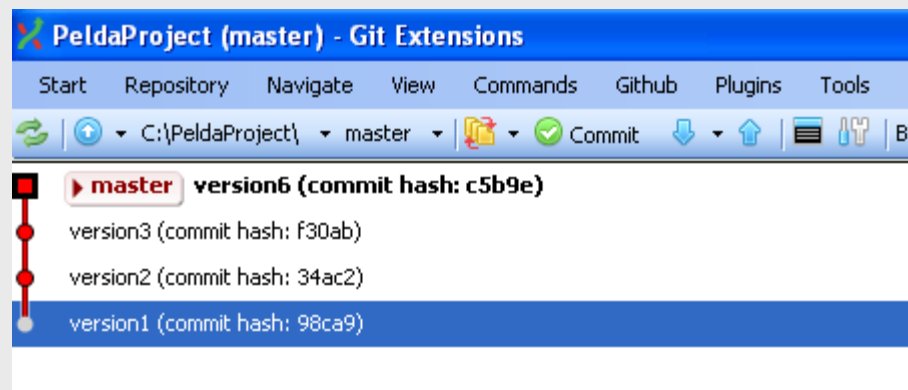 PeldaProject (master) - Git Extensions
Start Repository Navigate View Commands Github Plugins Tools
C:\PeldaProject\ master Commit B
master version6 (commit hash: c5b9e)
version3 (commit hash: f30ab)
version2 (commit hash: 34ac2)
version1 (commit hash: 98ca9)